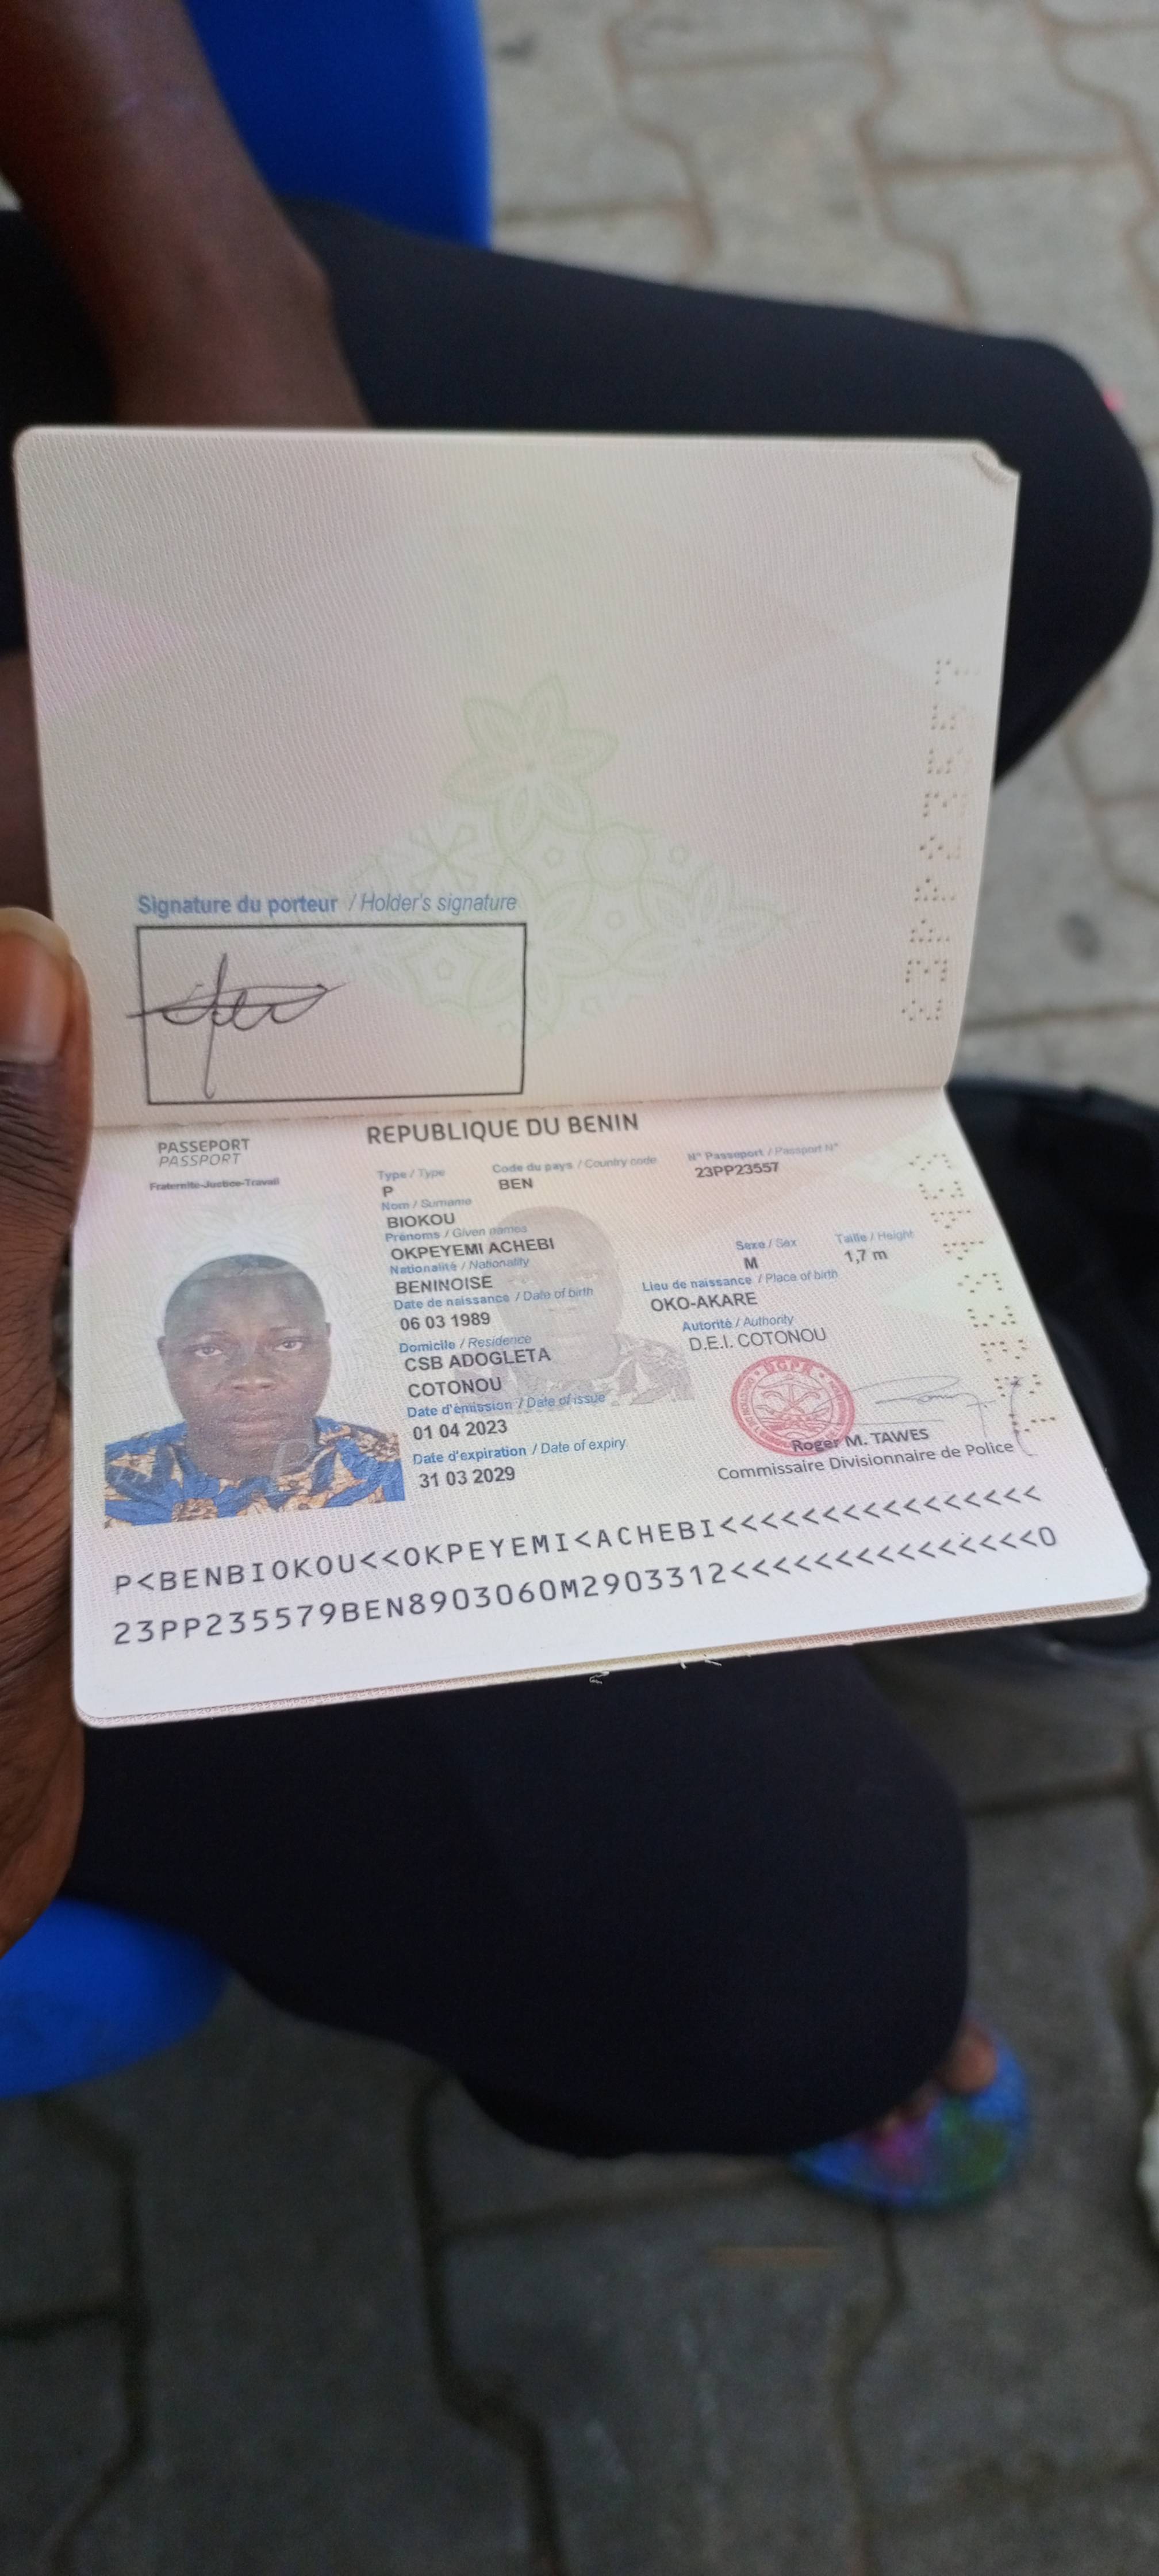 23PP23557
Signature du porteur / Holder's signature
PASSEPORT
PASSPORT
Fraternité-Justice-Travail
REPUBLIQUE DU BENIN
Type / Type
P
Code du pays / Country code
BEN
N° Passeport / Passport N°
23PP23557
Nom / Surname
BIOKOU
Prénoms / Given names
OKPEYEMI ACHEBI
Nationalité / Nationality
BENINOISE
Sexe / Sex
M
Taille / Height
1,7 m
Date de naissance / Date of birth
06 03 1989
Lieu de naissance / Place of birth
OKO-AKARE
Domicile / Residence
CSB ADOGLETA
COTONOU
Autorité / Authority
D.E.I. COTONOU
Date d'émission / Date of issue
01 04 2023
Date d'expiration / Date of expiry
31 03 2029
Roger M. TAWES
Commissaire Divisionnaire de Police
P<BENBIOKOU<<OKPEYEMI<ACHEBI<<<<<<<<<<<<<<<<
23PP235579BEN8903060M2903312<<<<<<<<<<<<<<<0